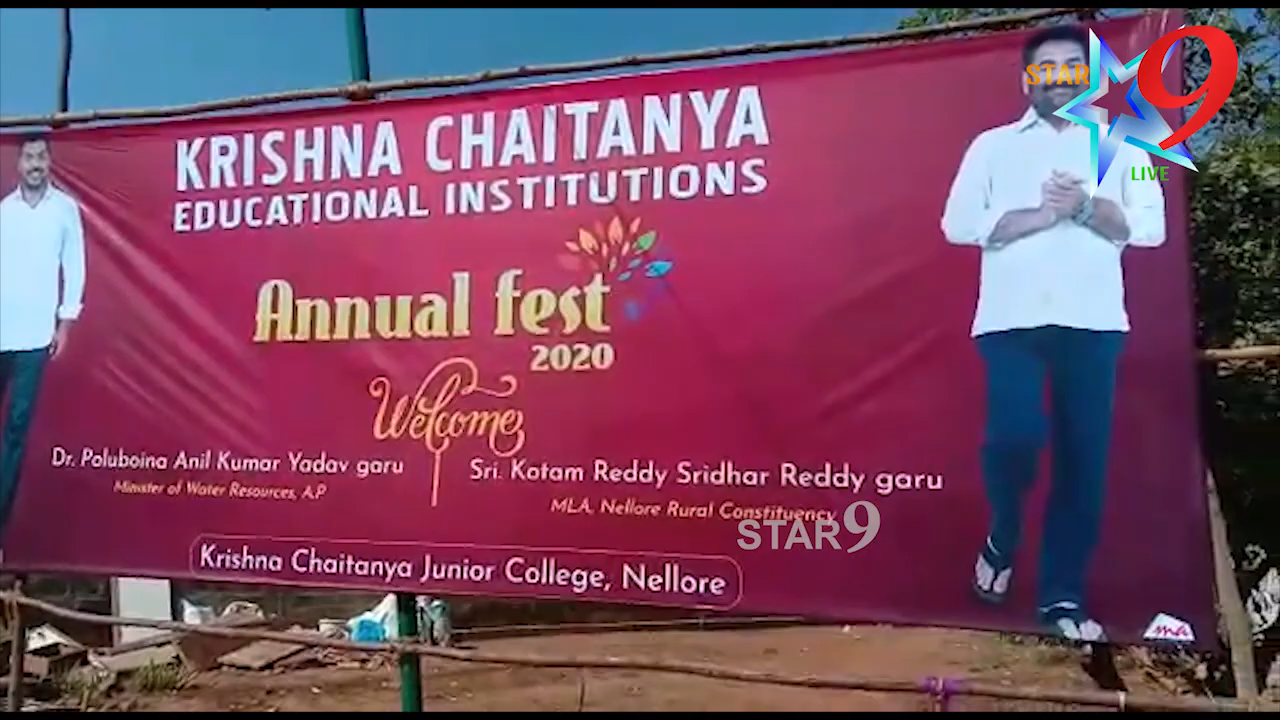 STAR 9
LIVE
KRISHNA CHAITANYA
EDUCATIONAL INSTITUTIONS
Annual fest
2020
Welcome
Dr. Poluboina Anil Kumar Yadav garu
Minister of Water Resources, A.P
Sri. Kotam Reddy Sridhar Reddy garu
MLA, Nellore Rural Constituency
STAR9
Krishna Chaitanya Junior College, Nellore